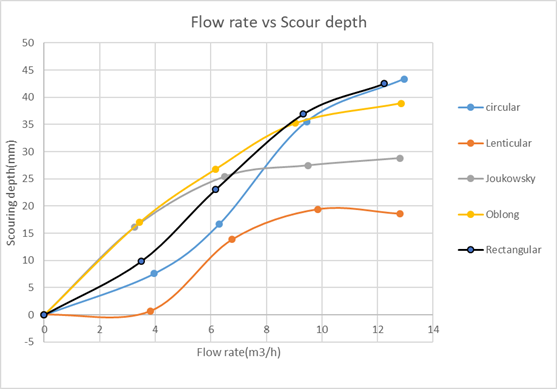 Flow rate vs Scour depth
50
45
40
35
30
25
20
15
10
5
0
-5
Scouring depth(mm)
0 2 4 6 8 10 12 14
Flow rate(m3/h)
circular
Lenticular
Joukowsky
Oblong
Rectangular